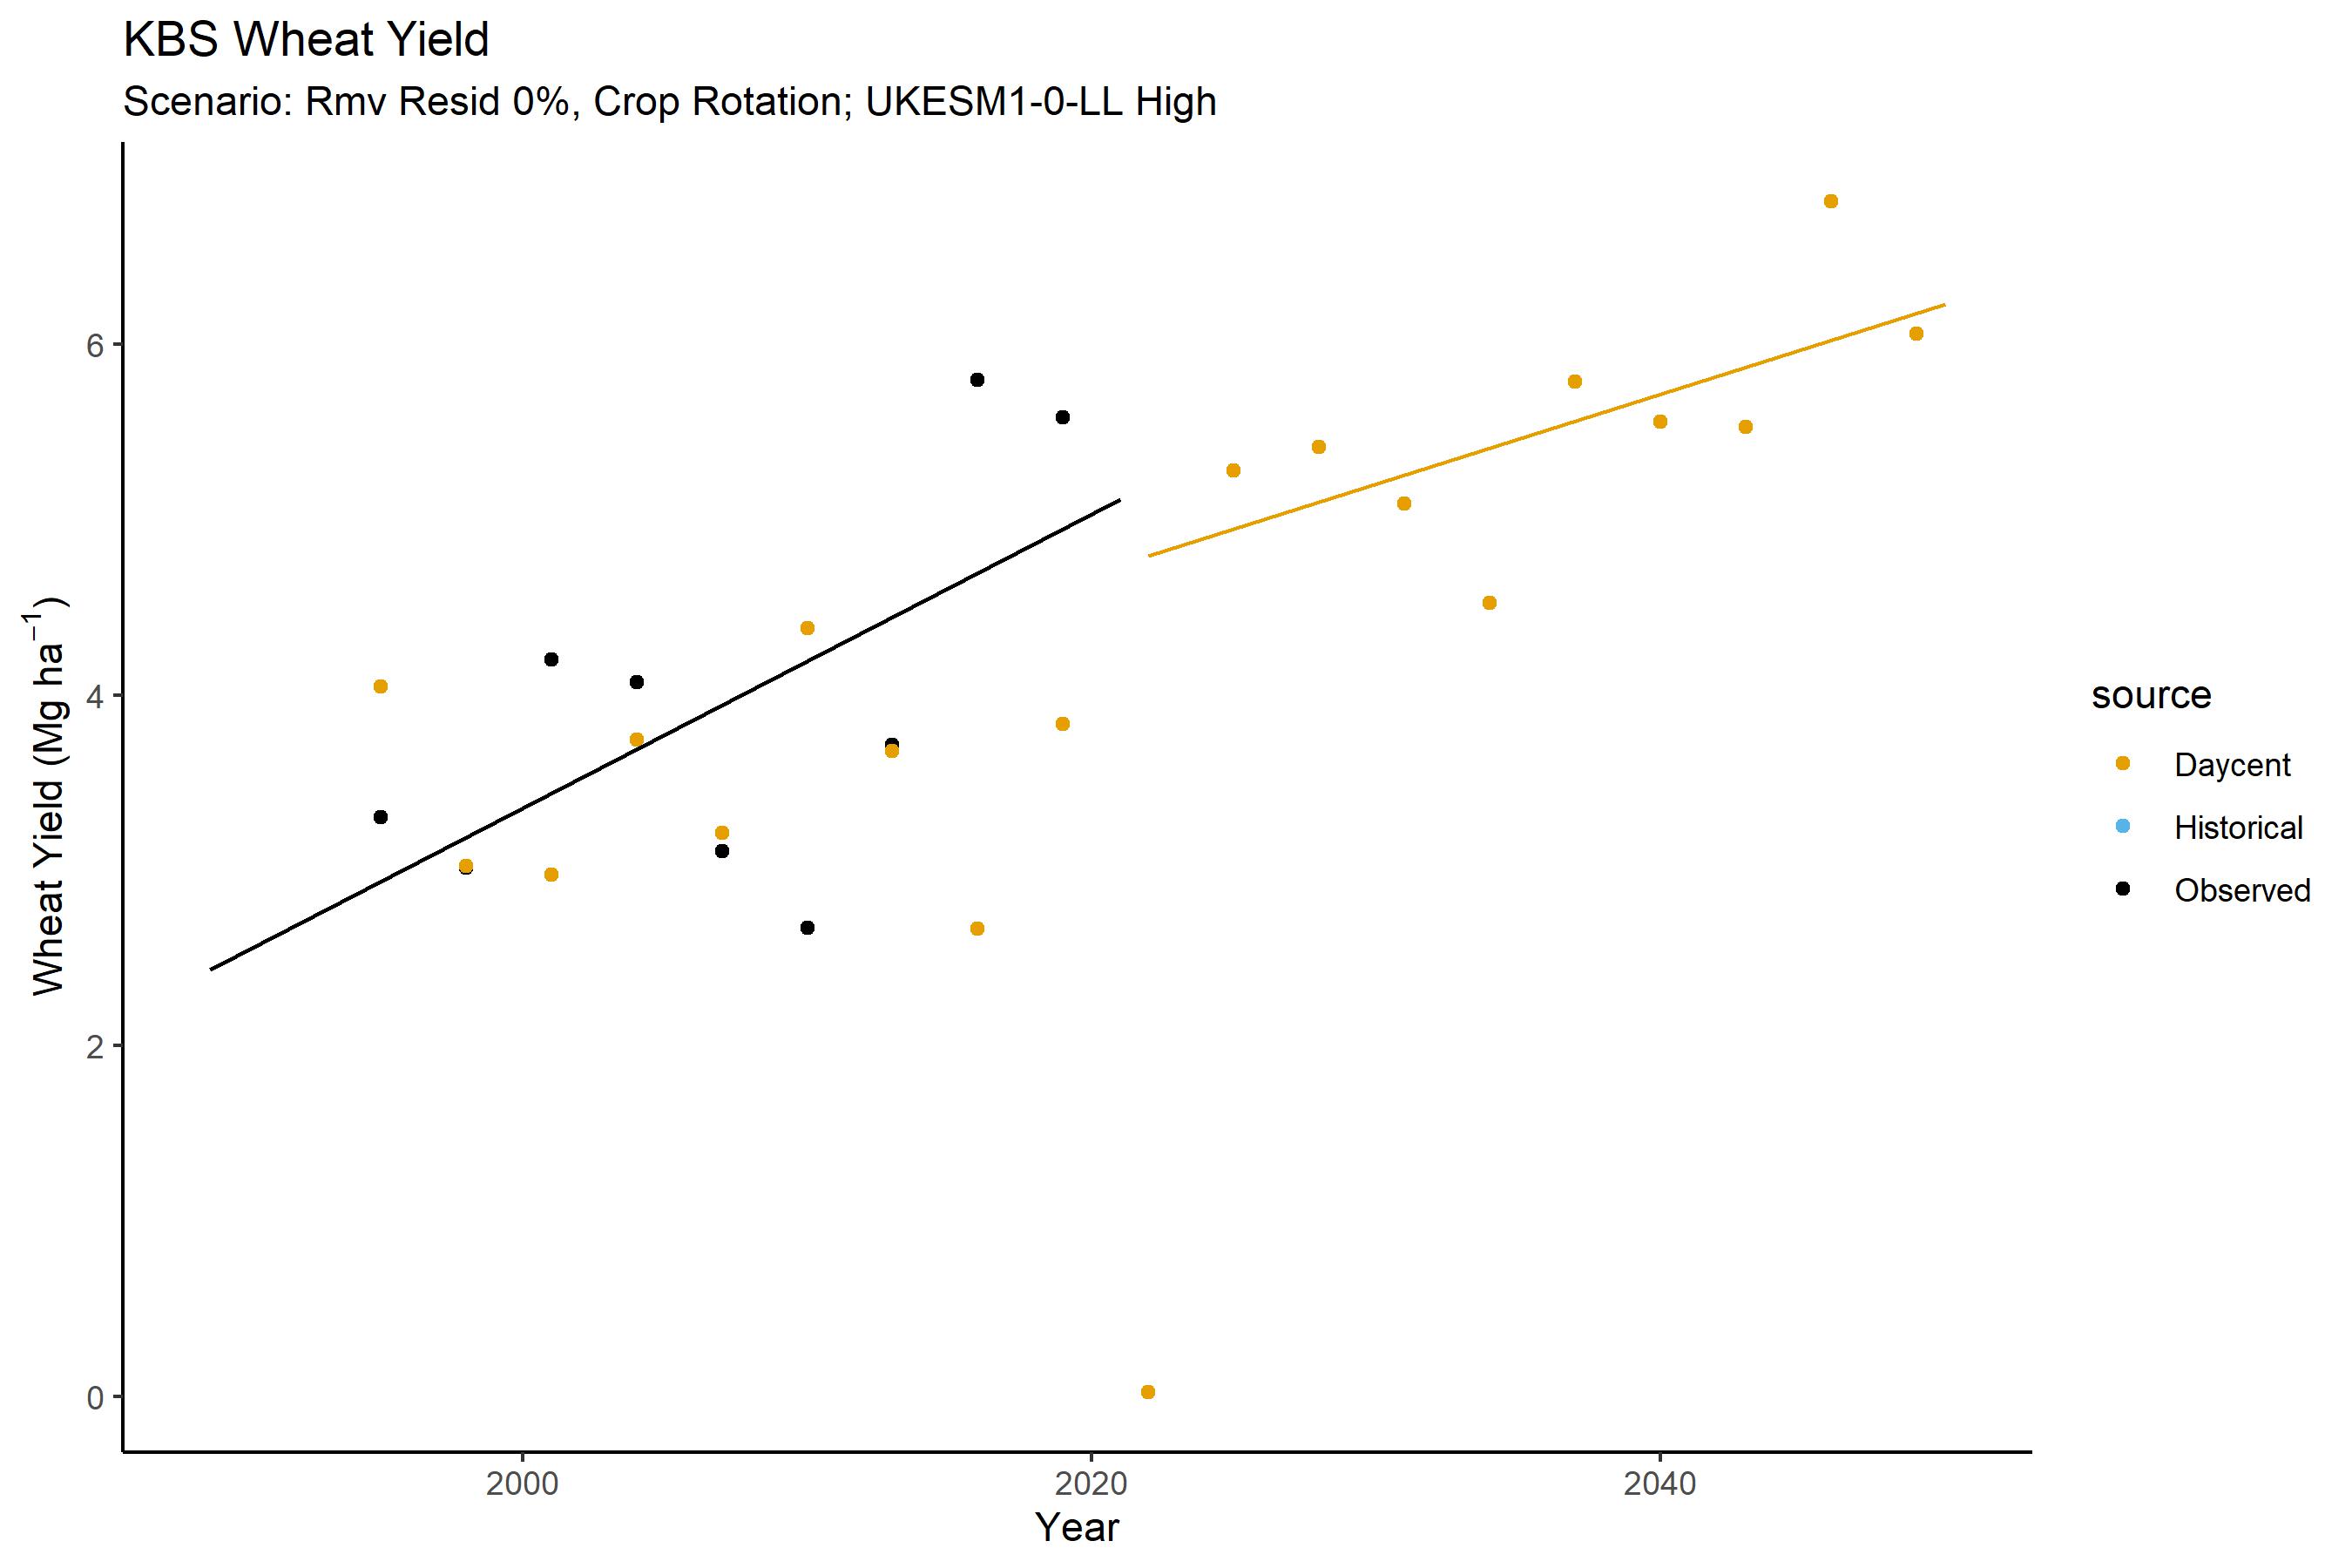 KBS Wheat Yield
Scenario: Rmv Resid 0%, Crop Rotation; UKESM1-0-LL High
Wheat Yield (Mg ha⁻¹)
6
4
2
0
2000
2020
2040
Year
source
Daycent
Historical
Observed